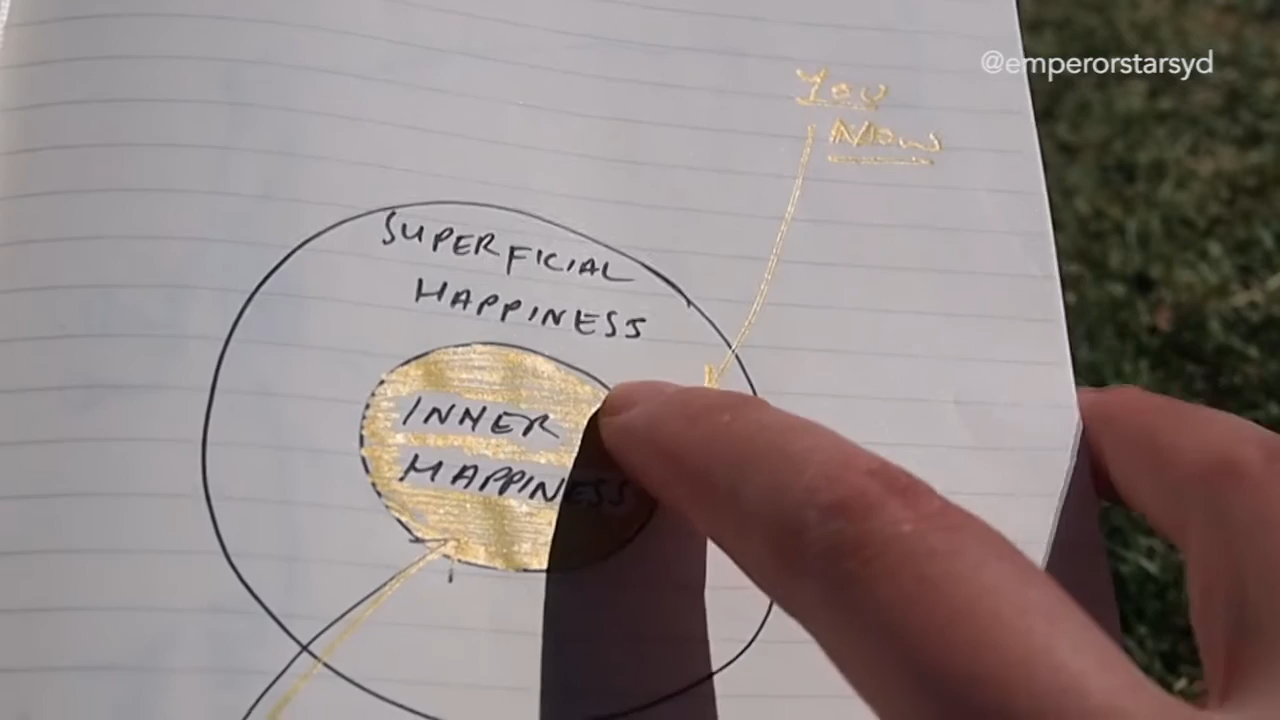 @emperorstarsyd
You
Now
SUPERFICIAL
HAPPINESS
INNER
HAPPINESS